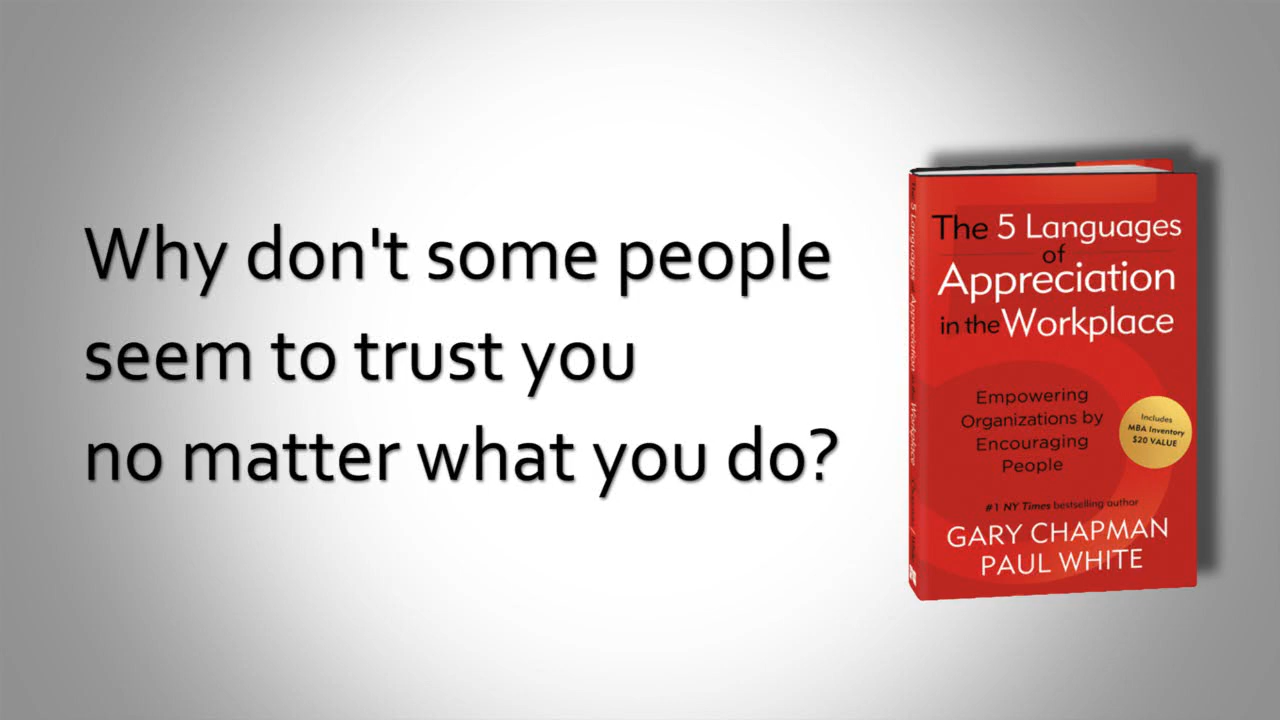 Why don't some people
seem to trust you
no matter what you do?
The 5 Languages
of
Appreciation
in the Workplace
Empowering
Organizations by
Encouraging
People
Includes
MBA Inventory
$20 VALUE
#1 NY Times bestselling author
GARY CHAPMAN
PAUL WHITE
The 5 Languages of Appreciation in the Workplace